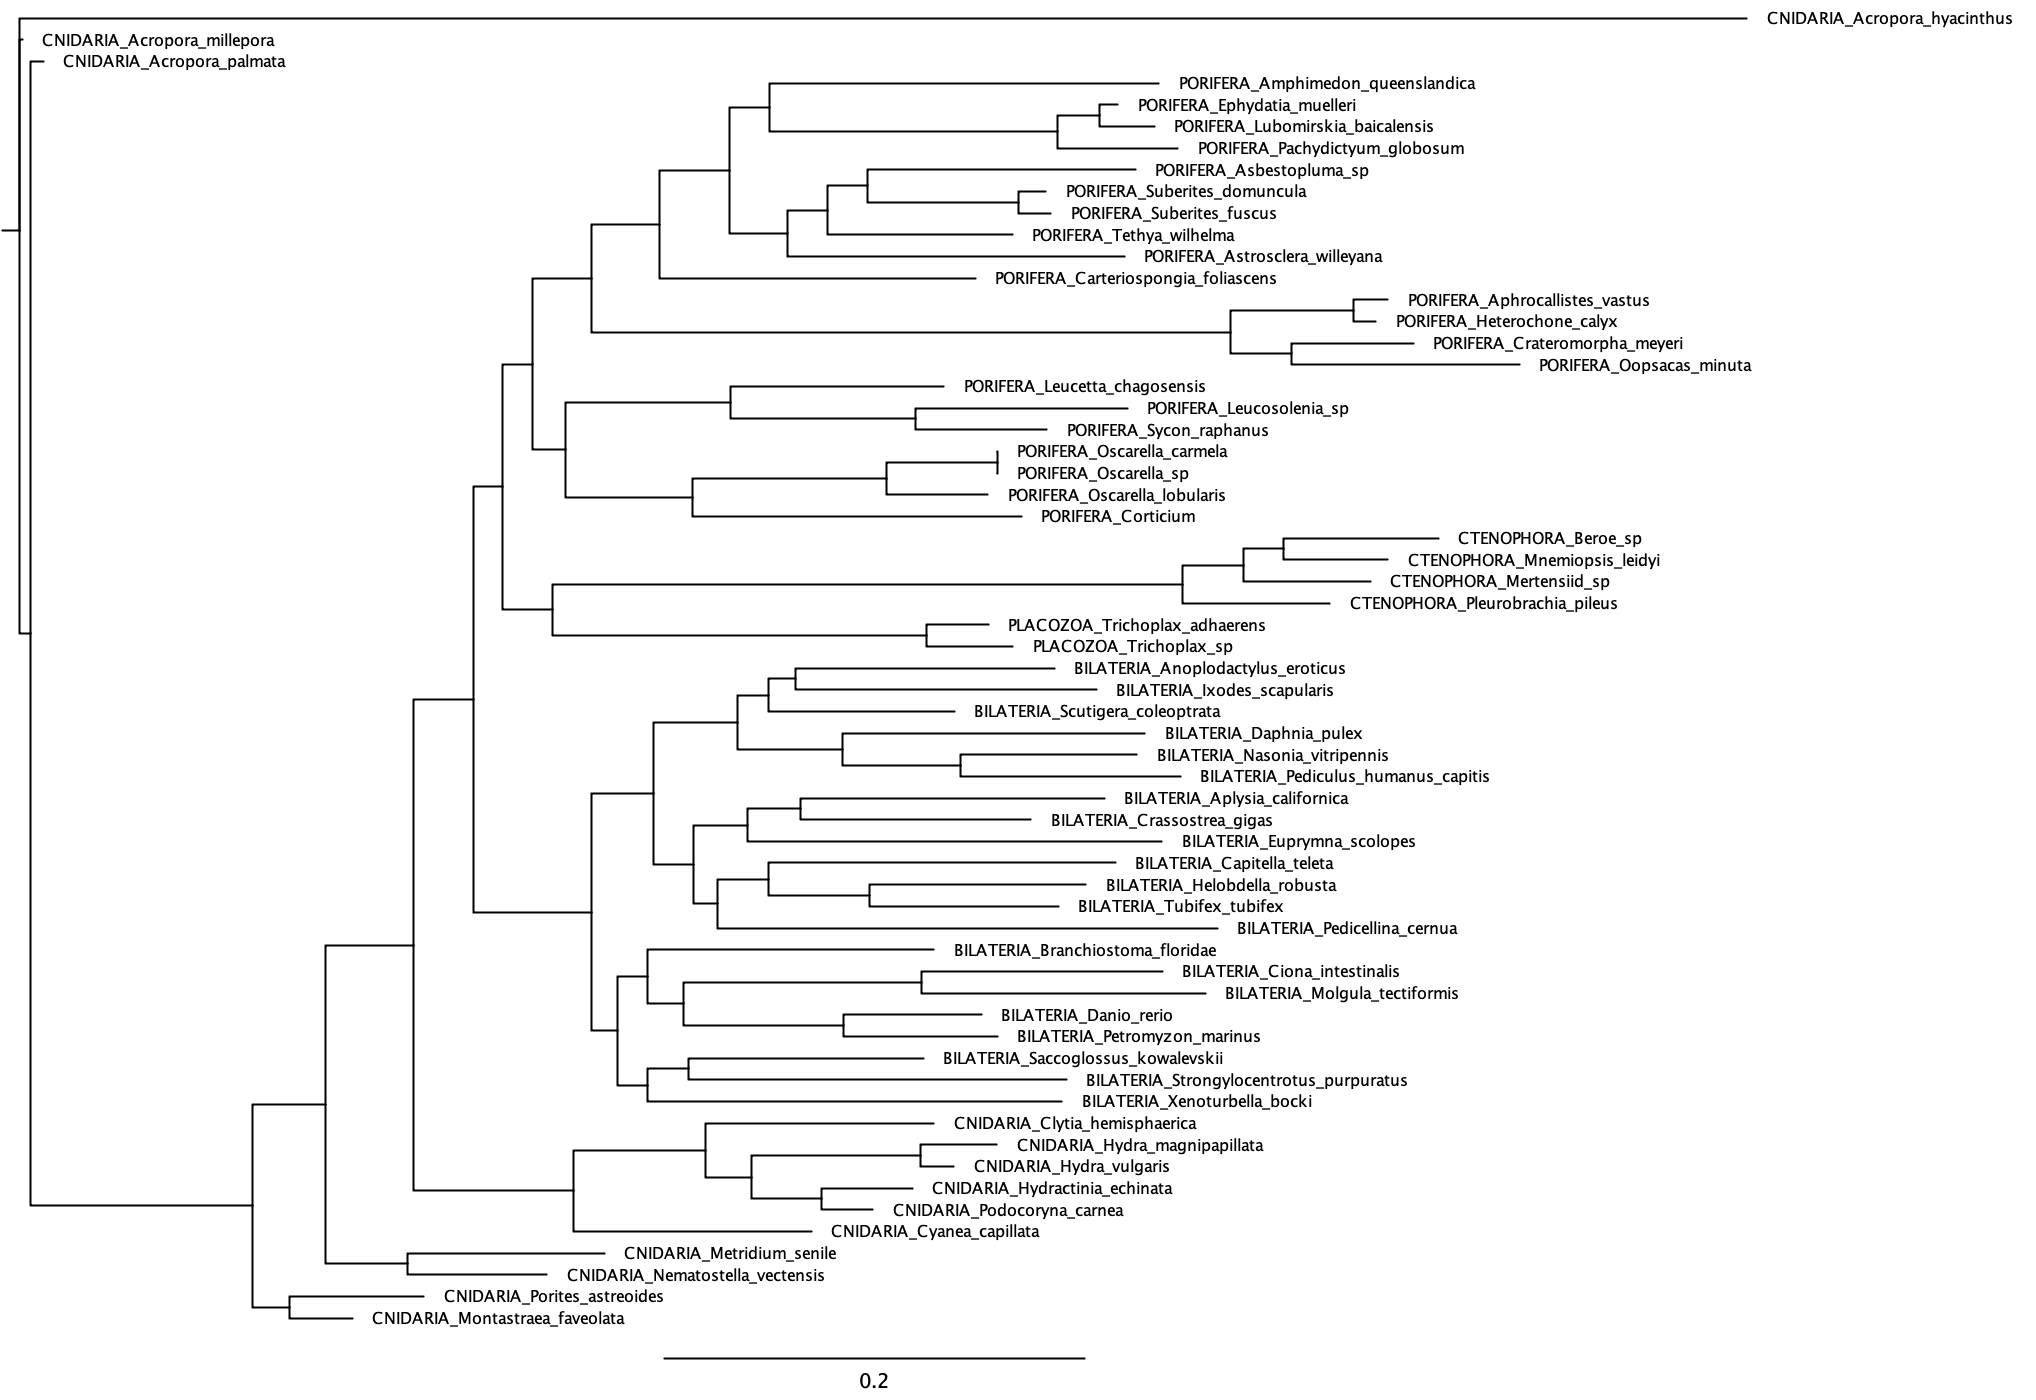 CNIDARIA_Acropora_hyacinthus
CNIDARIA_Acropora_millepora
CNIDARIA_Acropora_palmata
PORIFERA_Amphimedon_queenslandica
PORIFERA_Ephydatia_muelleri
PORIFERA_Lubomirskia_baicalensis
PORIFERA_Pachydictyum_globosum
PORIFERA_Asbestopluma_sp
PORIFERA_Suberites_domuncula
PORIFERA_Suberites_fuscus
PORIFERA_Tethya_wilhelma
PORIFERA_Astrosclera_willeyana
PORIFERA_Carteriospongia_foliascens
PORIFERA_Aphrocallistes_vastus
PORIFERA_Heterochone_calyx
PORIFERA_Crateromorpha_meyeri
PORIFERA_Oopsacas_minuta
PORIFERA_Leucetta_chagosensis
PORIFERA_Leucosolenia_sp
PORIFERA_Sycon_raphanus
PORIFERA_Oscarella_carmela
PORIFERA_Oscarella_sp
PORIFERA_Oscarella_lobularis
PORIFERA_Corticium
CTENOPHORA_Beroe_sp
CTENOPHORA_Mnemiopsis_leidyi
CTENOPHORA_Mertensiid_sp
CTENOPHORA_Pleurobrachia_pileus
PLACOZOA_Trichoplax_adhaerens
PLACOZOA_Trichoplax_sp
BILATERIA_Anoplodactylus_eroticus
BILATERIA_Ixodes_scapularis
BILATERIA_Scutigera_coleoptrata
BILATERIA_Daphnia_pulex
BILATERIA_Nasonia_vitripennis
BILATERIA_Pediculus_humanus_capitis
BILATERIA_Aplysia_californica
BILATERIA_Crassostrea_gigas
BILATERIA_Euprymna_scolopes
BILATERIA_Capitella_teleta
BILATERIA_Helobdella_robusta
BILATERIA_Tubifex_tubifex
BILATERIA_Pedicellina_cernua
BILATERIA_Branchiostoma_floridae
BILATERIA_Ciona_intestinalis
BILATERIA_Molgula_tectiformis
BILATERIA_Danio_rerio
BILATERIA_Petromyzon_marinus
BILATERIA_Saccoglossus_kowalevskii
BILATERIA_Strongylocentrotus_purpuratus
BILATERIA_Xenoturbella_bocki
CNIDARIA_Clytia_hemisphaerica
CNIDARIA_Hydra_magnipapillata
CNIDARIA_Hydra_vulgaris
CNIDARIA_Hydractinia_echinata
CNIDARIA_Podocoryna_carnea
CNIDARIA_Cyanea_capillata
CNIDARIA_Metridium_senile
CNIDARIA_Nematostella_vectensis
CNIDARIA_Porites_astreoides
CNIDARIA_Montastraea_faveolata
0.2